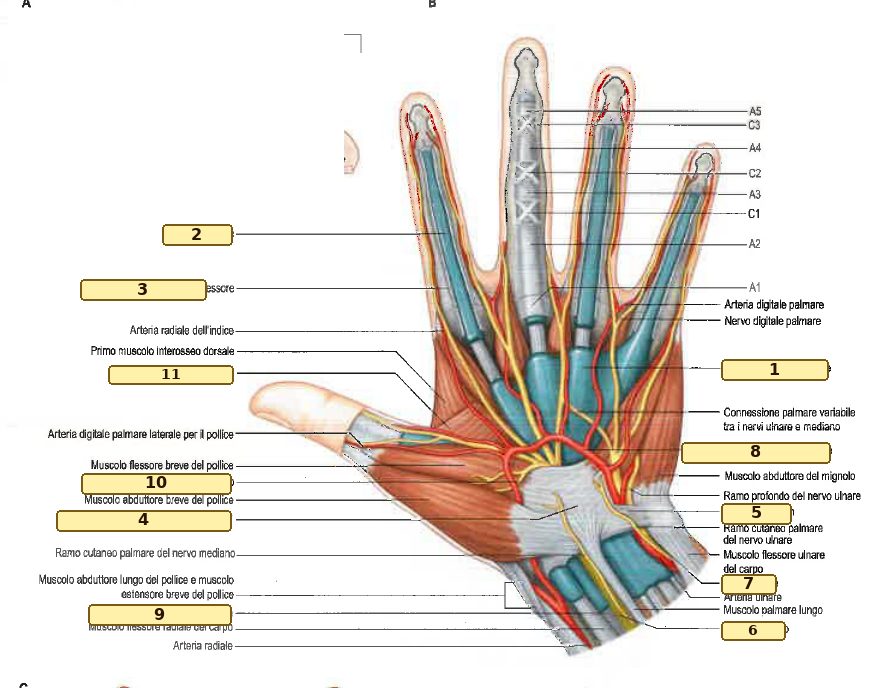 A
B
A5
C3
A4
C2
A3
C1
A2
A1
2
3
essore
Arteria radiale dell'indice
Primo muscolo interosseo dorsale
11
Arteria digitale palmare laterale per il pollice
Muscolo flessore breve del pollice
10
Muscolo abduttore breve del pollice
4
Ramo cutaneo palmare del nervo mediano
Muscolo abduttore lungo del pollice e muscolo
estensore breve del pollice
9
Muscolo flessore radiale del carpo
Arteria radiale
Arteria digitale palmare
Nervo digitale palmare
1
Connessione palmare variabile
tra i nervi ulnare e mediano
8
Muscolo abduttore del mignolo
Ramo profondo del nervo ulnare
5
Ramo cutaneo palmare
del nervo ulnare
Muscolo flessore ulnare
del carpo
7
Arteria ulnare
Muscolo palmare lungo
6